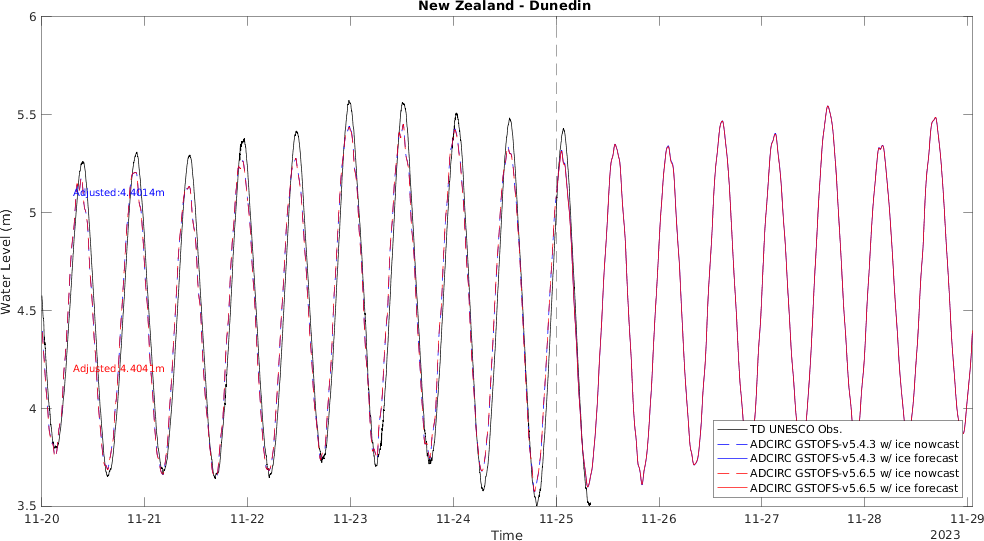 New Zealand - Dunedin
6
5.5
5
4.5
4
3.5
Water Level (m)
Adjusted:4.4014m
Adjusted:4.4041m
TD UNESCO Obs.
ADCIRC GSTOFS-v5.4.3 w/ ice nowcast
ADCIRC GSTOFS-v5.4.3 w/ ice forecast
ADCIRC GSTOFS-v5.6.5 w/ ice nowcast
ADCIRC GSTOFS-v5.6.5 w/ ice forecast
11-20 11-21 11-22 11-23 11-24 11-25 11-26 11-27 11-28 11-29
Time
2023